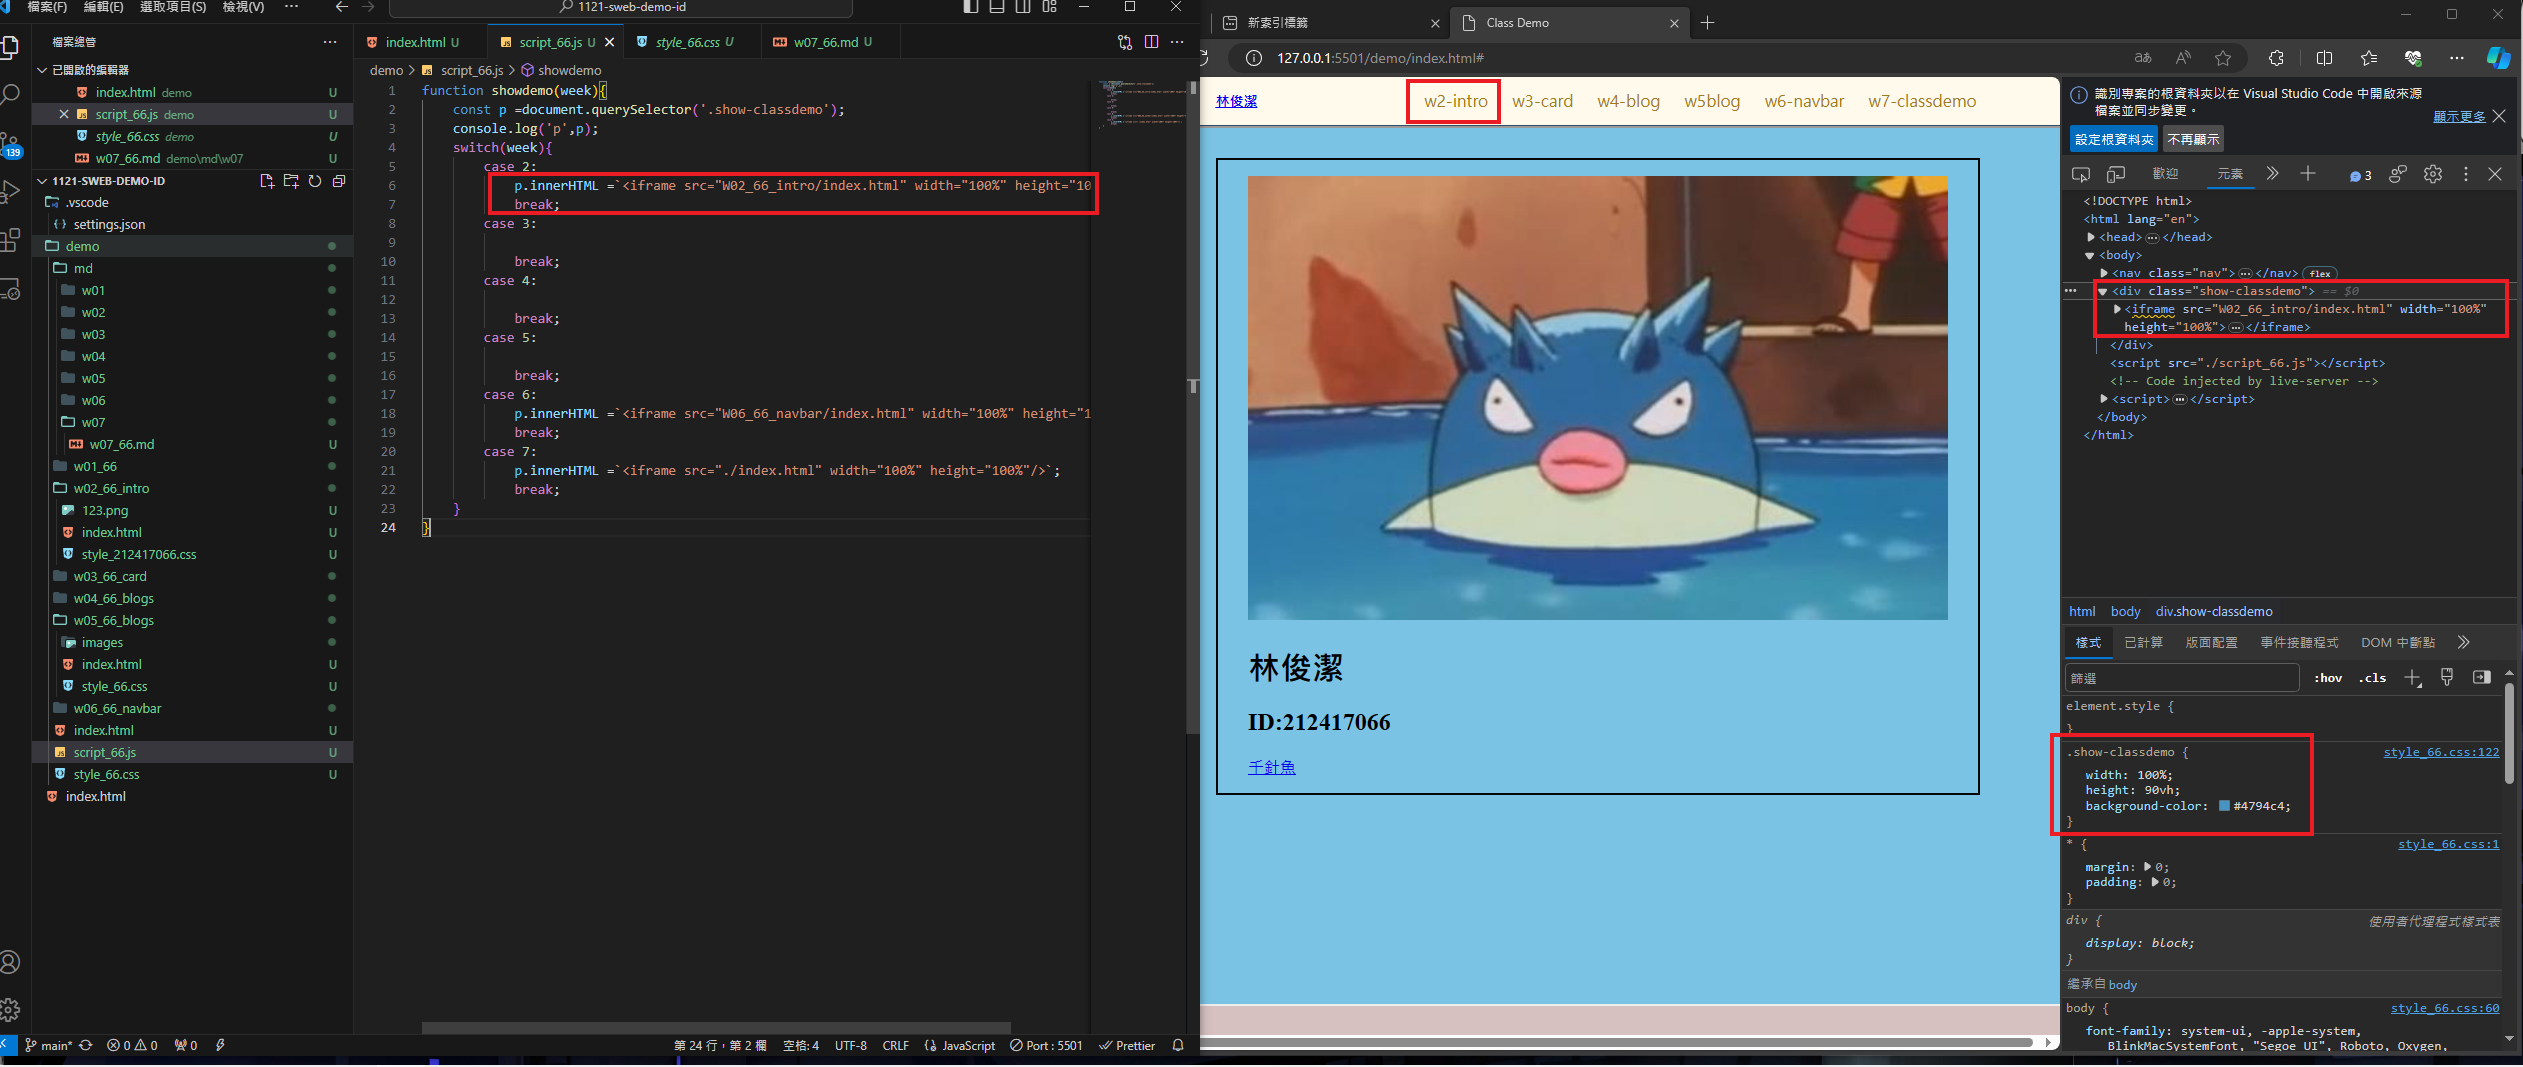 檔案(F) 編輯(E) 選取項目(S) 檢視(V) ··· 1121-sweb-demo-id
檔案總管
已開啟的編輯器
index.html demo U
script_66.js demo U
style_66.css demo U
w07_66.md demo\md\w07 U
1121-SWEB-DEMO-ID
.vscode
settings.json
demo
md
w01
w02
w03
w04
w05
w06
w07
w07_66.md U
w01_66
w02_66_intro
123.png U
index.html U
style_212417066.css U
w03_66_card
w04_66_blogs
w05_66_blogs
images
index.html U
style_66.css U
w06_66_navbar
index.html U
script_66.js U
style_66.css U
index.html
139
index.html U script_66.js U style_66.css U w07_66.md U
demo > script_66.js > showdemo
1 function showdemo(week){
2 const p =document.querySelector('.show-classdemo');
3 console.log('p',p);
4 switch(week){
5 case 2:
6 p.innerHTML =`<iframe src="W02_66_intro/index.html" width="100%" height="10
7 break;
8 case 3:
9
10 break;
11 case 4:
12
13 break;
14 case 5:
15
16 break;
17 case 6:
18 p.innerHTML =`<iframe src="W06_66_navbar/index.html" width="100%" height="1
19 break;
20 case 7:
21 p.innerHTML =`<iframe src="./index.html" width="100%" height="100%"/>`;
22 break;
23 }
24 }
main* 0 0 0 第 24 行，第 2 欄 空格: 4 UTF-8 CRLF JavaScript Port : 5501 Prettier
新索引標籤 Class Demo
127.0.0.1:5501/demo/index.html#
林俊潔 w2-intro w3-card w4-blog w5blog w6-navbar w7-classdemo
林俊潔
ID:212417066
千針魚
識別專案的根資料夾以在 Visual Studio Code 中開啟來源
檔案並同步變更。
顯示更多
設定根資料夾 不再顯示
歡迎 元素 3
<!DOCTYPE html>
<html lang="en">
<head> ··· </head>
<body>
<nav class="nav"> ··· </nav> flex
<div class="show-classdemo"> == $0
<iframe src="W02_66_intro/index.html" width="100%"
height="100%"> ··· </iframe>
</div>
<script src="./script_66.js"></script>
<!-- Code injected by live-server -->
<script> ··· </script>
</body>
</html>
html body div.show-classdemo
樣式 已計算 版面配置 事件接聽程式 DOM 中斷點
篩選 :hov .cls
element.style {
}
.show-classdemo { style_66.css:122
width: 100%;
height: 90vh;
background-color: #4794c4;
}
* { style_66.css:1
margin: 0;
padding: 0;
}
div { 使用者代理程式樣式表
display: block;
}
繼承自 body
body { style_66.css:60
font-family: system-ui, -apple-system,
BlinkMacSystemFont, "Segoe UI", Roboto, Oxygen,